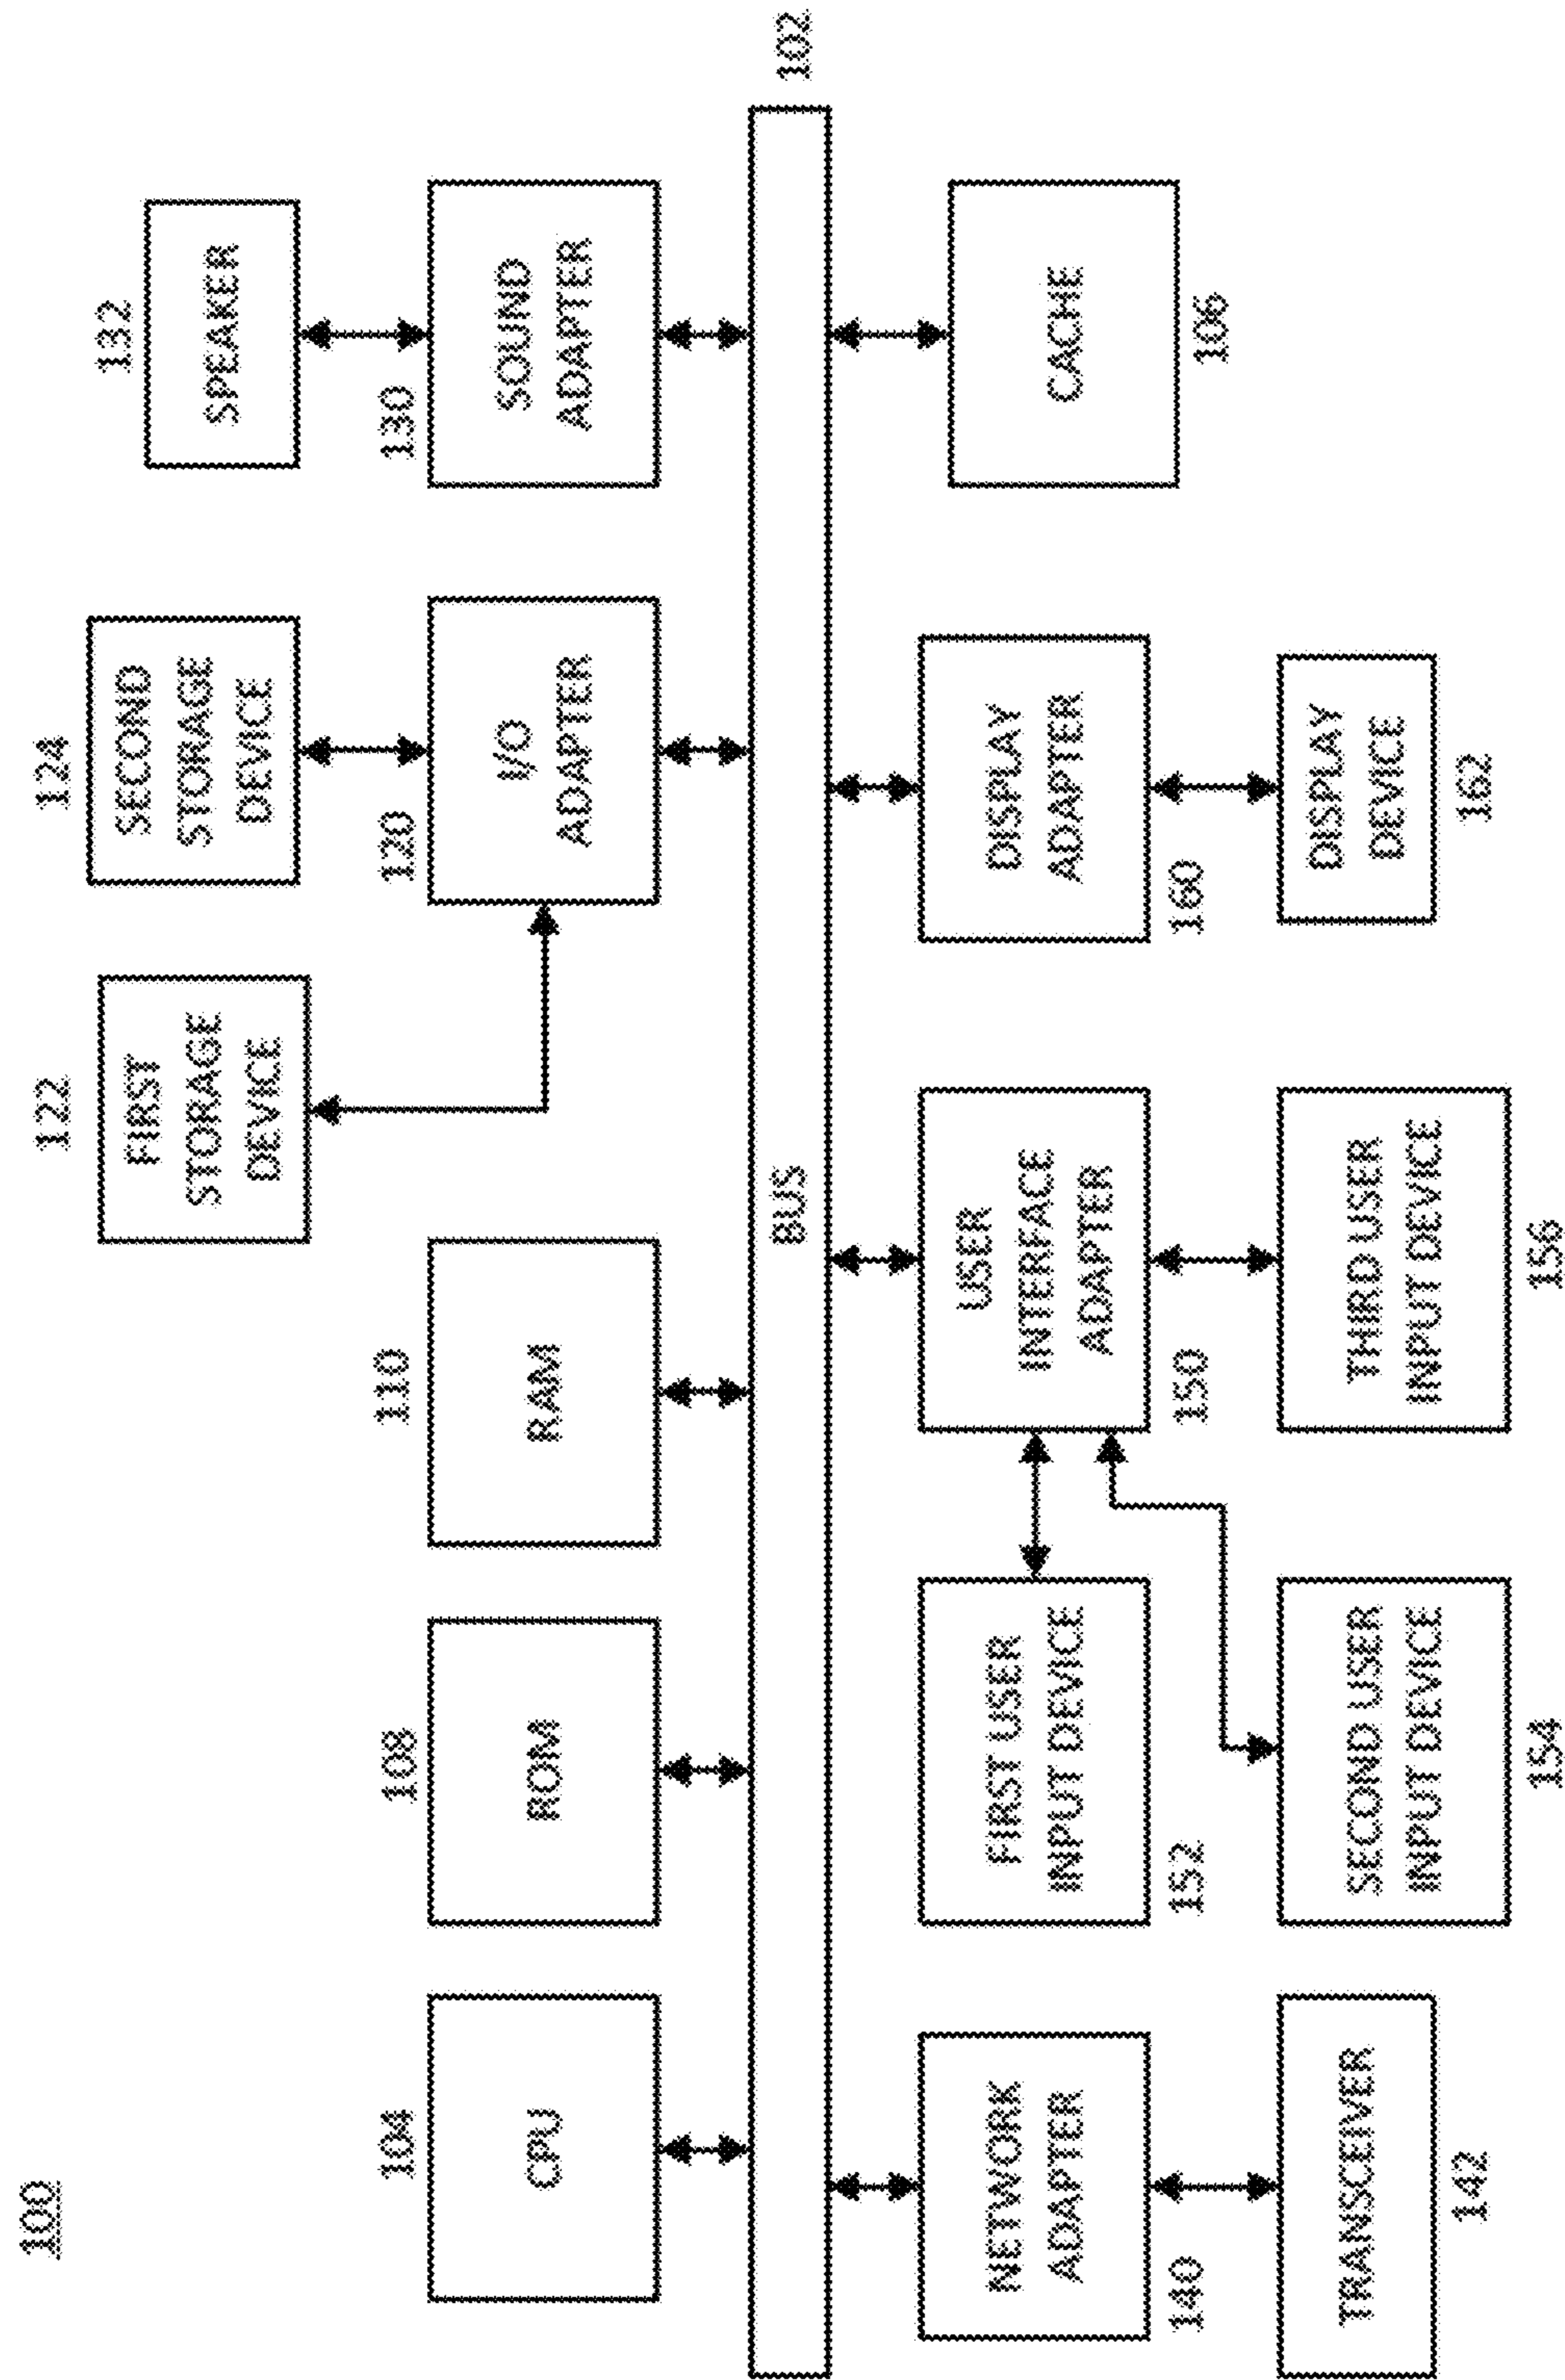 100
122
124
132
FIRST
STORAGE
DEVICE
SECOND
STORAGE
DEVICE
SPEAKER
104
108
110
120
130
CPU
ROM
RAM
I/O
ADAPTER
SOUND
ADAPTER
BUS
102
NETWORK
ADAPTER
FIRST USER
INPUT DEVICE
USER
INTERFACE
ADAPTER
DISPLAY
ADAPTER
CACHE
140
152
150
160
106
TRANSCEIVER
SECOND USER
INPUT DEVICE
THIRD USER
INPUT DEVICE
DISPLAY
DEVICE
142
154
156
162